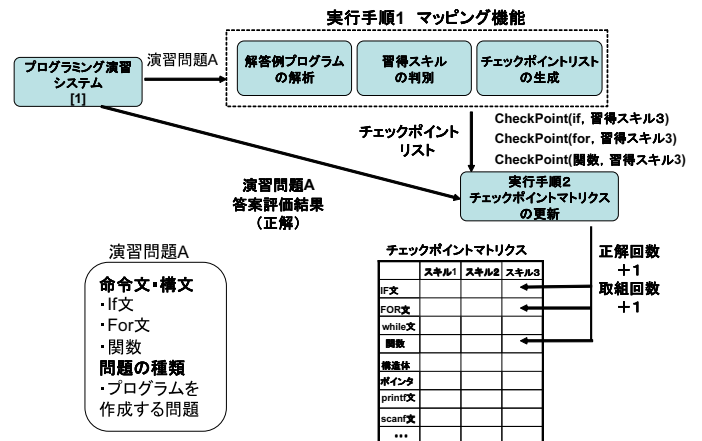 実行手順1 マッピング機能
プログラミング演習
システム
[1]
演習問題A
解答例プログラム
の解析
習得スキル
の判別
チェックポイントリスト
の生成
チェックポイント
リスト
CheckPoint(if, 習得スキル3)
CheckPoint(for, 習得スキル3)
CheckPoint(関数, 習得スキル3)
実行手順2
チェックポイントマトリクス
の更新
演習問題A
答案評価結果
（正解）
正解回数
＋1
取組回数
＋1
演習問題A
命令文・構文
・If文
・For文
・関数
問題の種類
・プログラムを
作成する問題
チェックポイントマトリクス
スキル1 スキル2 スキル3
IF文
FOR文
while文
関数
構造体
ポインタ
printf文
scanf文
…